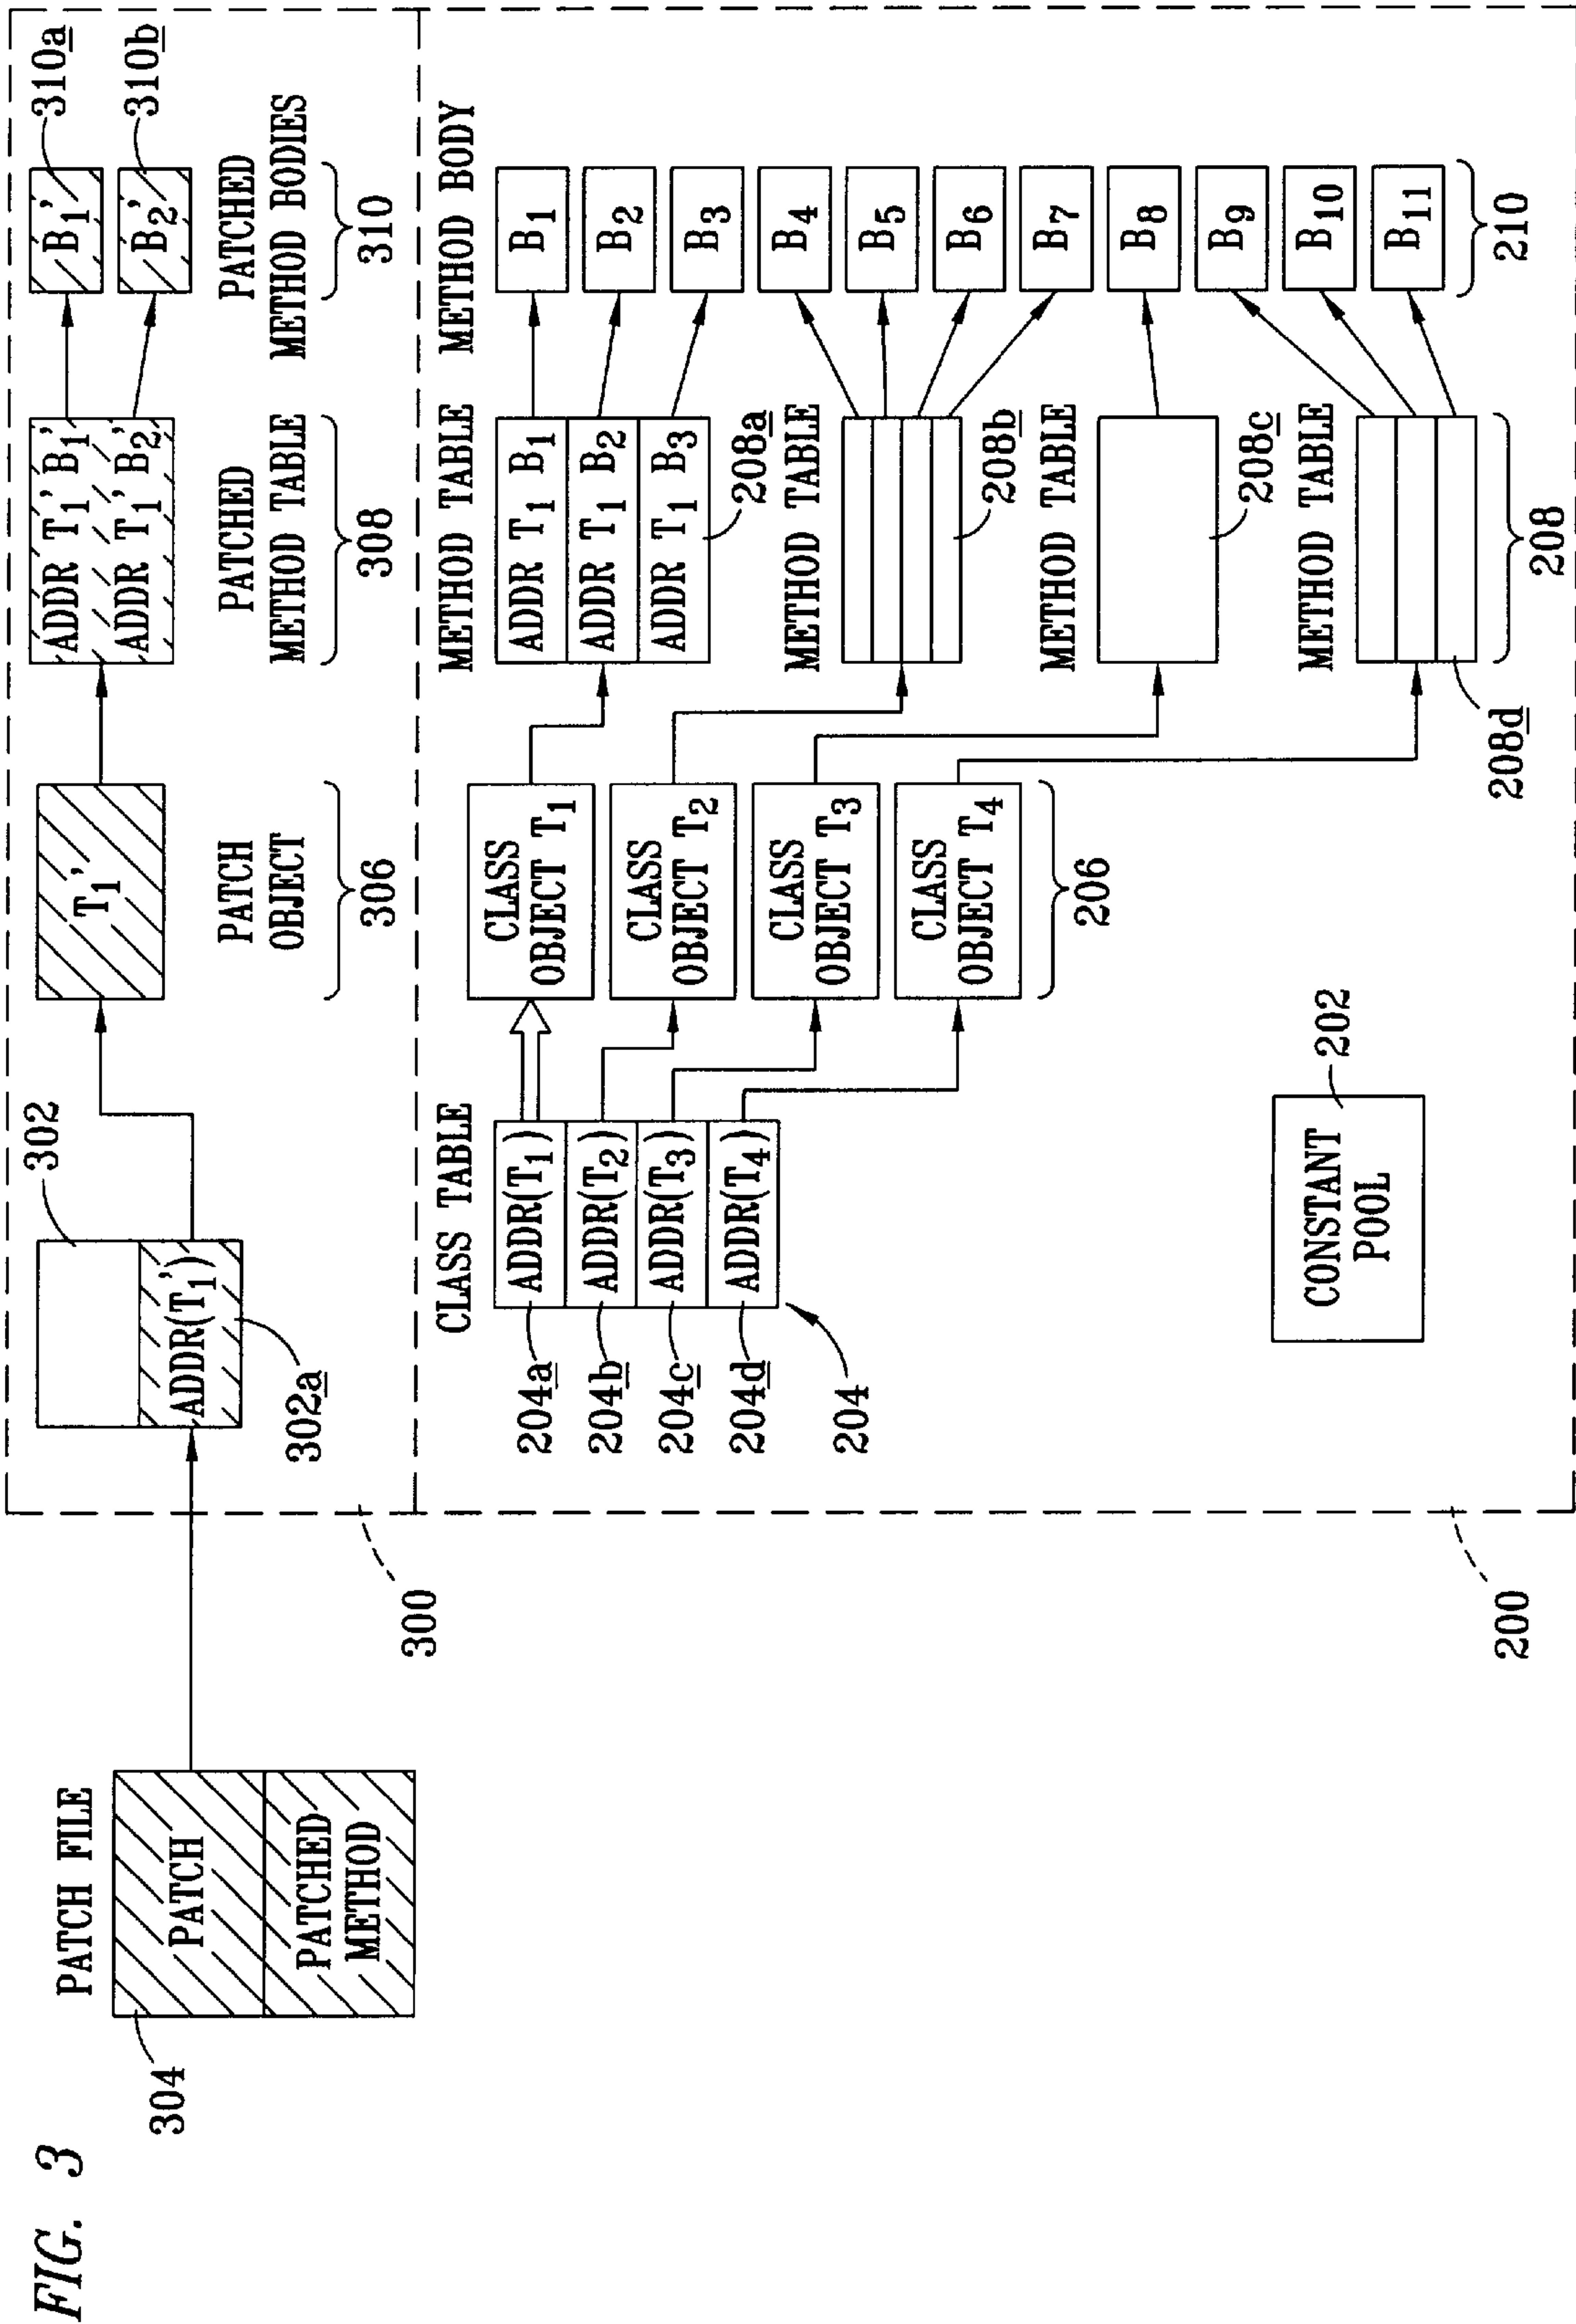 FIG. 3
PATCH FILE
304
PATCH
PATCHED
METHOD
300
302
ADDR(T1')
302a
T1'
PATCH
OBJECT
306
ADDR T1' B1'
ADDR T1' B2'
PATCHED
METHOD TABLE
308
B1'
310a
B2'
310b
PATCHED
METHOD BODIES
310
200
CLASS TABLE
204a
ADDR(T1)
204b
ADDR(T2)
204c
ADDR(T3)
204d
ADDR(T4)
204
CONSTANT
POOL
202
CLASS
OBJECT T1
CLASS
OBJECT T2
CLASS
OBJECT T3
CLASS
OBJECT T4
206
METHOD TABLE
ADDR T1 B1
ADDR T1 B2
ADDR T1 B3
208a
METHOD TABLE
208b
METHOD TABLE
208c
METHOD TABLE
208d
208
METHOD BODY
B1
B2
B3
B4
B5
B6
B7
B8
B9
B10
B11
210